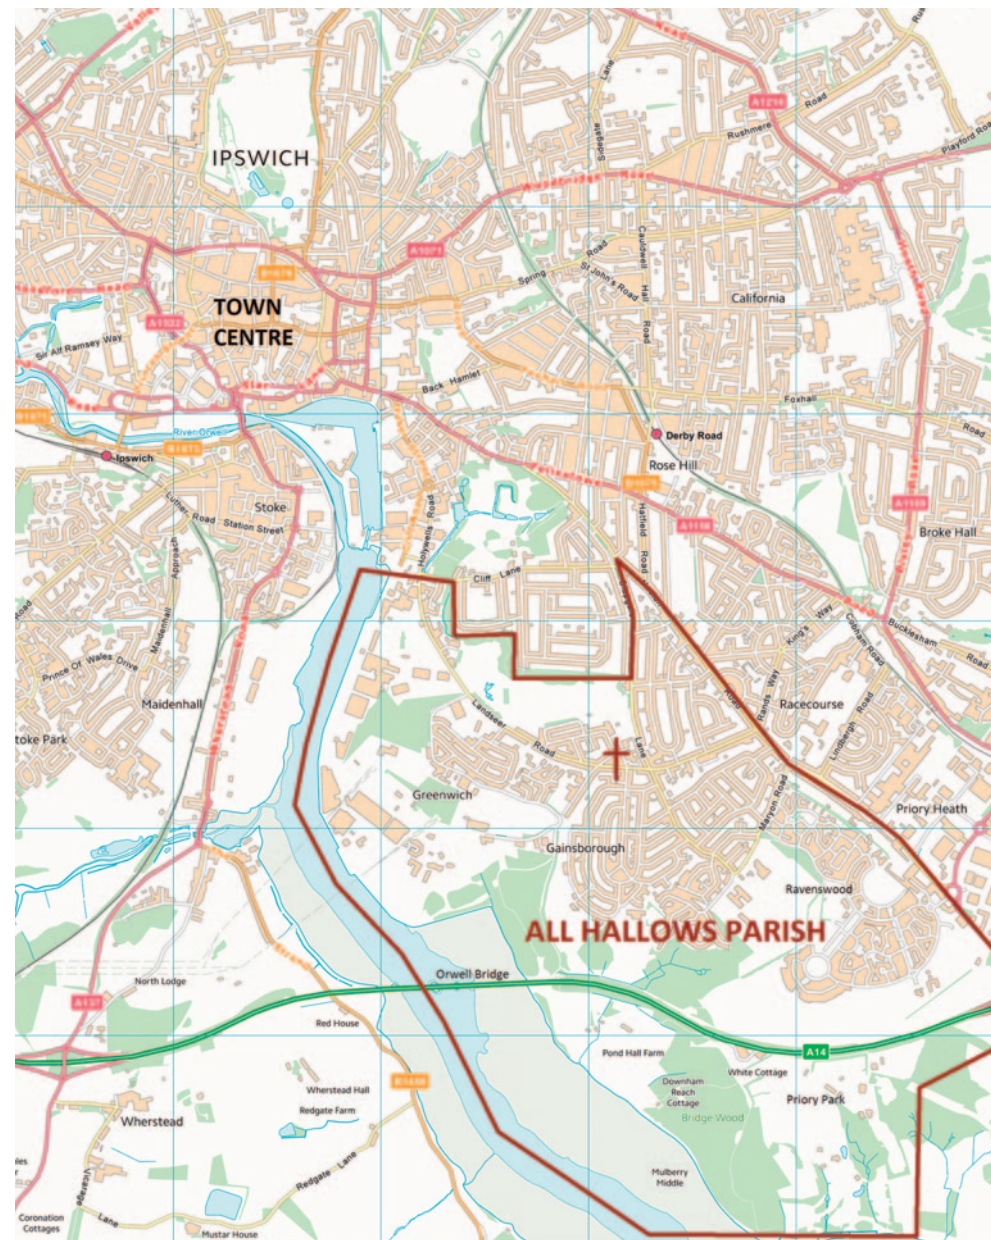 Lane
Sidegate
A1214
Rushmere
Road
Playford Road
IPSWICH
Woodbridge Road
A1071
Spring
Road
St John's Road
Cauldwell Hall
Road
California
TOWN
CENTRE
A1022
Sir Alf Ramsey Way
Back Hamlet
Foxhall
Road
River Orwell
Ipswich
Derby Road
Rose Hill
Stoke
Luther Road
Station Street
Holywells Road
Hatfield Road
A1156
A1189
Broke Hall
Maidenhall
Approach
Cliff Lane
Road
King's Way
Cobham Road
Bucklesham
Road
Prince Of Wales Drive
Maidenhall
Stoke Park
Wherstead Road
Landseer
Road
Lane
Road
Rands Way
Racecourse
Lindbergh Road
Greenwich
Maryon Road
Priory Heath
Gainsborough
Ravenswood
ALL HALLOWS PARISH
Strand
Orwell Bridge
North Lodge
A137
Red House
A14
Pond Hall Farm
White Cottage
Downham
Reach
Cottage
Bridge Wood
Priory Park
Wherstead Hall
B1456
Redgate Farm
Wherstead
Redgate Lane
Mulberry
Middle
Vicarage
Lane
Coronation
Cottages
Mustar House